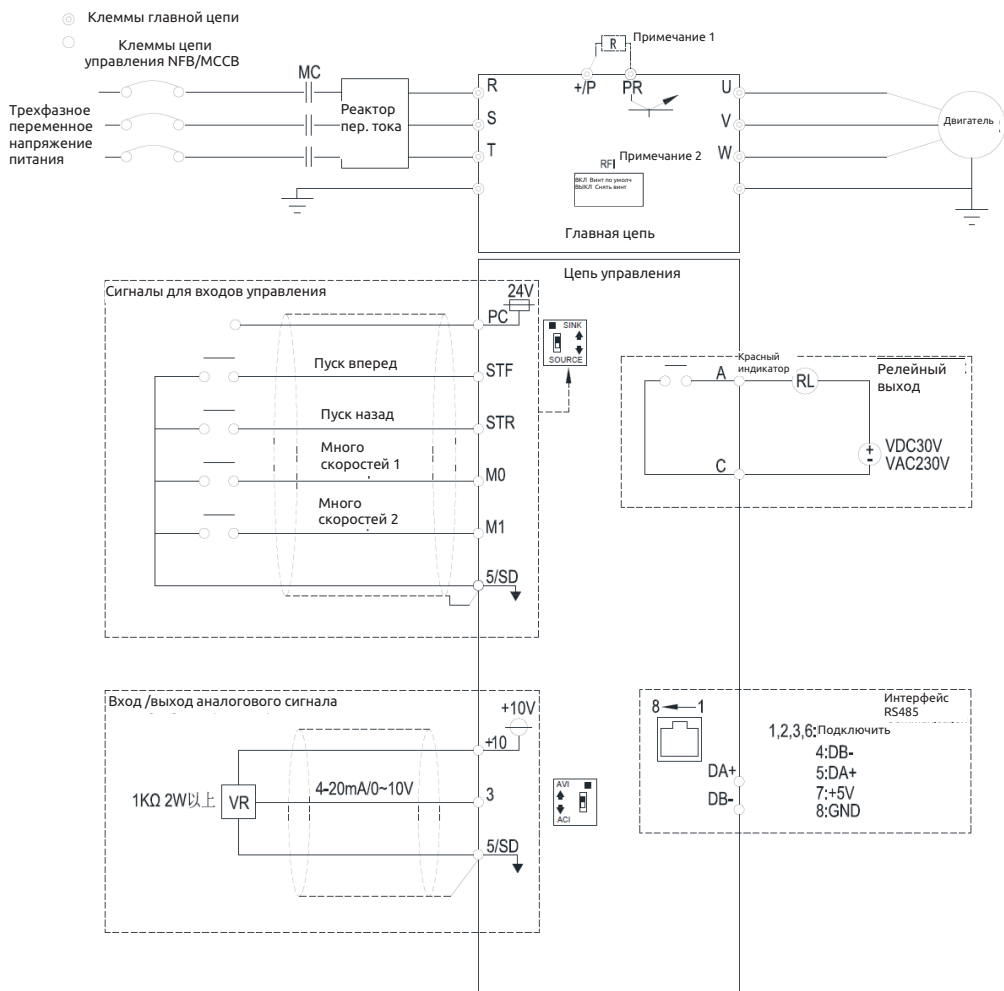 Клеммы главной цепи
Клеммы цепи
управления NFB/MCCB
MC
Трехфазное
переменное
напряжение
питания
Реактор
пер. тока
R
S
T
R
Примечание 1
+/P
PR
U
V
W
Двигатель
RFI
Примечание 2
ВКЛ Винт по умолч
ВЫКЛ Снять винт
Главная цепь
Цепь управления
Сигналы для входов управления
24V
PC
SINK
SOURCE
Пуск вперед
STF
Пуск назад
STR
Много
скоростей 1
M0
Много
скоростей 2
M1
5/SD
Красный
индикатор
A
RL
Релейный
выход
+
-
VDC30V
VAC230V
C
Вход /выход аналогового сигнала
+10V
+10
1KΩ 2W以上
VR
4-20mA/0~10V
3
5/SD
AVI
ACI
Интерфейс
RS485
8
1
1,2,3,6:Подключить
4:DB-
5:DA+
7:+5V
8:GND
DA+
DB-